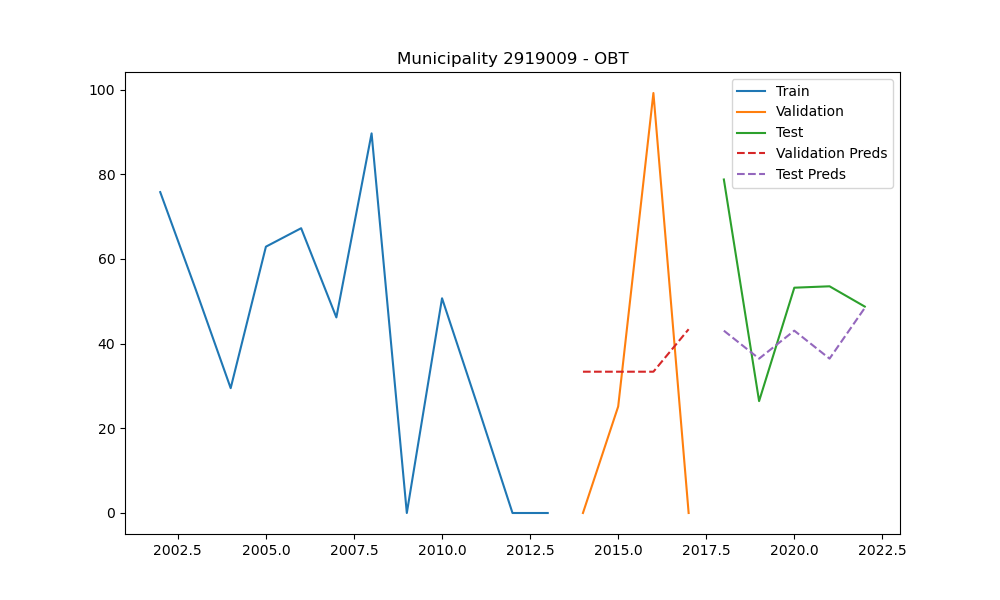 Municipality 2919009 - OBT
Train
Validation
Test
Validation Preds
Test Preds
100
80
60
40
20
0
2002.5 2005.0 2007.5 2010.0 2012.5 2015.0 2017.5 2020.0 2022.5